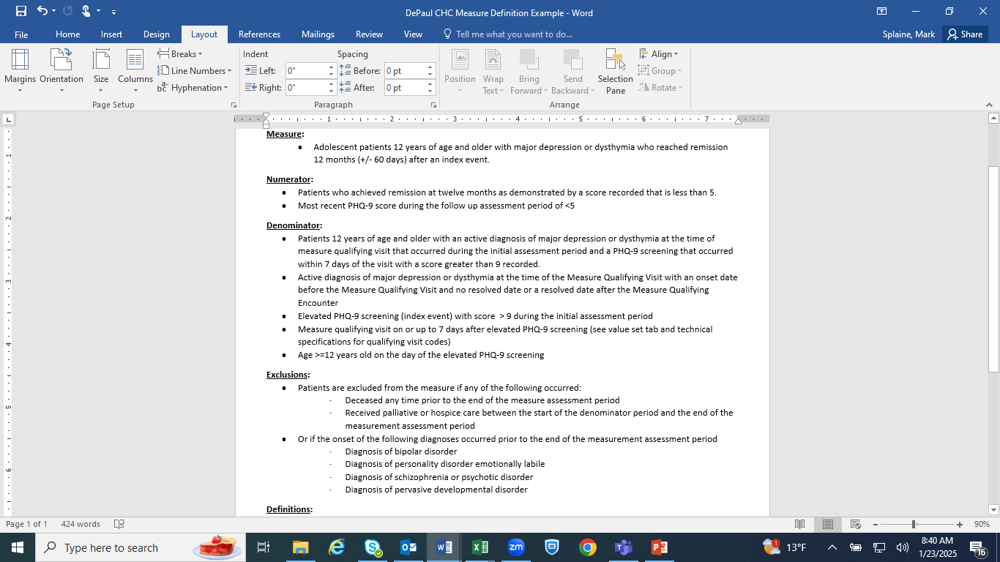 DePaul CHC Measure Definition Example - Word
File Home Insert Design Layout References Mailings Review View Tell me what you want to do... Splaine, Mark Share
Margins Orientation Size Columns
Breaks
Line Numbers
Hyphenation
Page Setup
Indent Spacing
Left: 0" Before: 0 pt
Right: 0" After: 0 pt
Paragraph
Position Wrap Text Bring Forward Send Backward Selection Pane
Align
Group
Rotate
Arrange
L
1 2 3 4 5 6 7
1
2
3
4
5
6
Measure:
• Adolescent patients 12 years of age and older with major depression or dysthymia who reached remission
12 months (+/- 60 days) after an index event.
Numerator:
• Patients who achieved remission at twelve months as demonstrated by a score recorded that is less than 5.
• Most recent PHQ-9 score during the follow up assessment period of <5
Denominator:
• Patients 12 years of age and older with an active diagnosis of major depression or dysthymia at the time of
measure qualifying visit that occurred during the initial assessment period and a PHQ-9 screening that occurred
within 7 days of the visit with a score greater than 9 recorded.
• Active diagnosis of major depression or dysthymia at the time of the Measure Qualifying Visit with an onset date
before the Measure Qualifying Visit and no resolved date or a resolved date after the Measure Qualifying
Encounter
• Elevated PHQ-9 screening (index event) with score  > 9 during the initial assessment period
• Measure qualifying visit on or up to 7 days after elevated PHQ-9 screening (see value set tab and technical
specifications for qualifying visit codes)
• Age >=12 years old on the day of the elevated PHQ-9 screening
Exclusions:
• Patients are excluded from the measure if any of the following occurred:
· Deceased any time prior to the end of the measure assessment period
· Received palliative or hospice care between the start of the denominator period and the end of the
measurement assessment period
• Or if the onset of the following diagnoses occurred prior to the end of the measurement assessment period
· Diagnosis of bipolar disorder
· Diagnosis of personality disorder emotionally labile
· Diagnosis of schizophrenia or psychotic disorder
· Diagnosis of pervasive developmental disorder
Definitions:
Page 1 of 1 424 words 90%
Type here to search
13°F
8:40 AM
1/23/2025
16